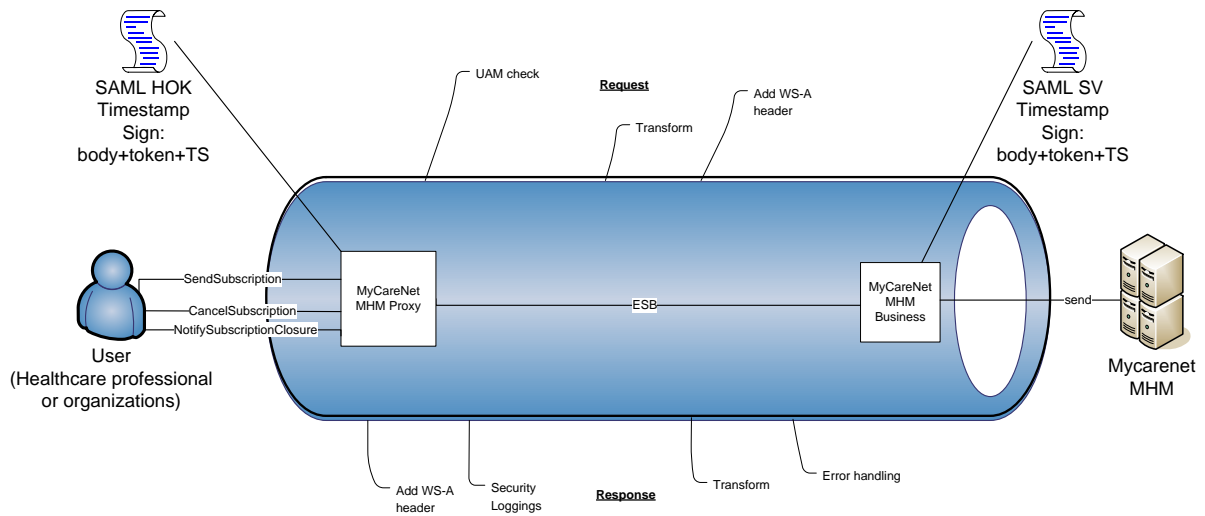 SAML HOK
Timestamp
Sign:
body+token+TS
UAM check
Request
Transform
Add WS-A
header
SAML SV
Timestamp
Sign:
body+token+TS
SendSubscription
CancelSubscription
NotifySubscriptionClosure
User
(Healthcare professional
or organizations)
MyCareNet
MHM Proxy
ESB
MyCareNet
MHM
Business
send
Mycarenet
MHM
Add WS-A
header
Security
Loggings
Response
Transform
Error handling